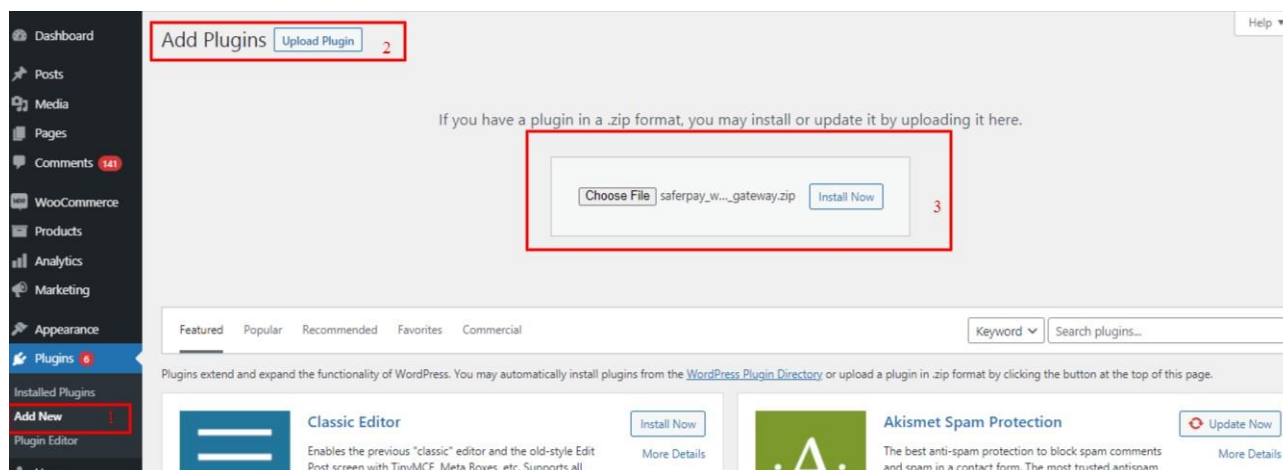 Help
Dashboard
Posts
Media
Pages
Comments 141
WooCommerce
Products
Analytics
Marketing
Appearance
Plugins 6
Installed Plugins
Add New 1
Plugin Editor
Add Plugins Upload Plugin 2
If you have a plugin in a .zip format, you may install or update it by uploading it here.
Choose File saferpay_w..._gateway.zip Install Now
3
Featured Popular Recommended Favorites Commercial
Keyword Search plugins...
Plugins extend and expand the functionality of WordPress. You may automatically install plugins from the WordPress Plugin Directory or upload a plugin in .zip format by clicking the button at the top of this page.
Classic Editor
Install Now
Enables the previous "classic" editor and the old-style Edit
More Details
Post screen with TinyMCE, Meta Boxes, etc. Supports all
A
Akismet Spam Protection
Update Now
The best anti-spam protection to block spam comments
More Details
and spam in a contact form. The most trusted antispam